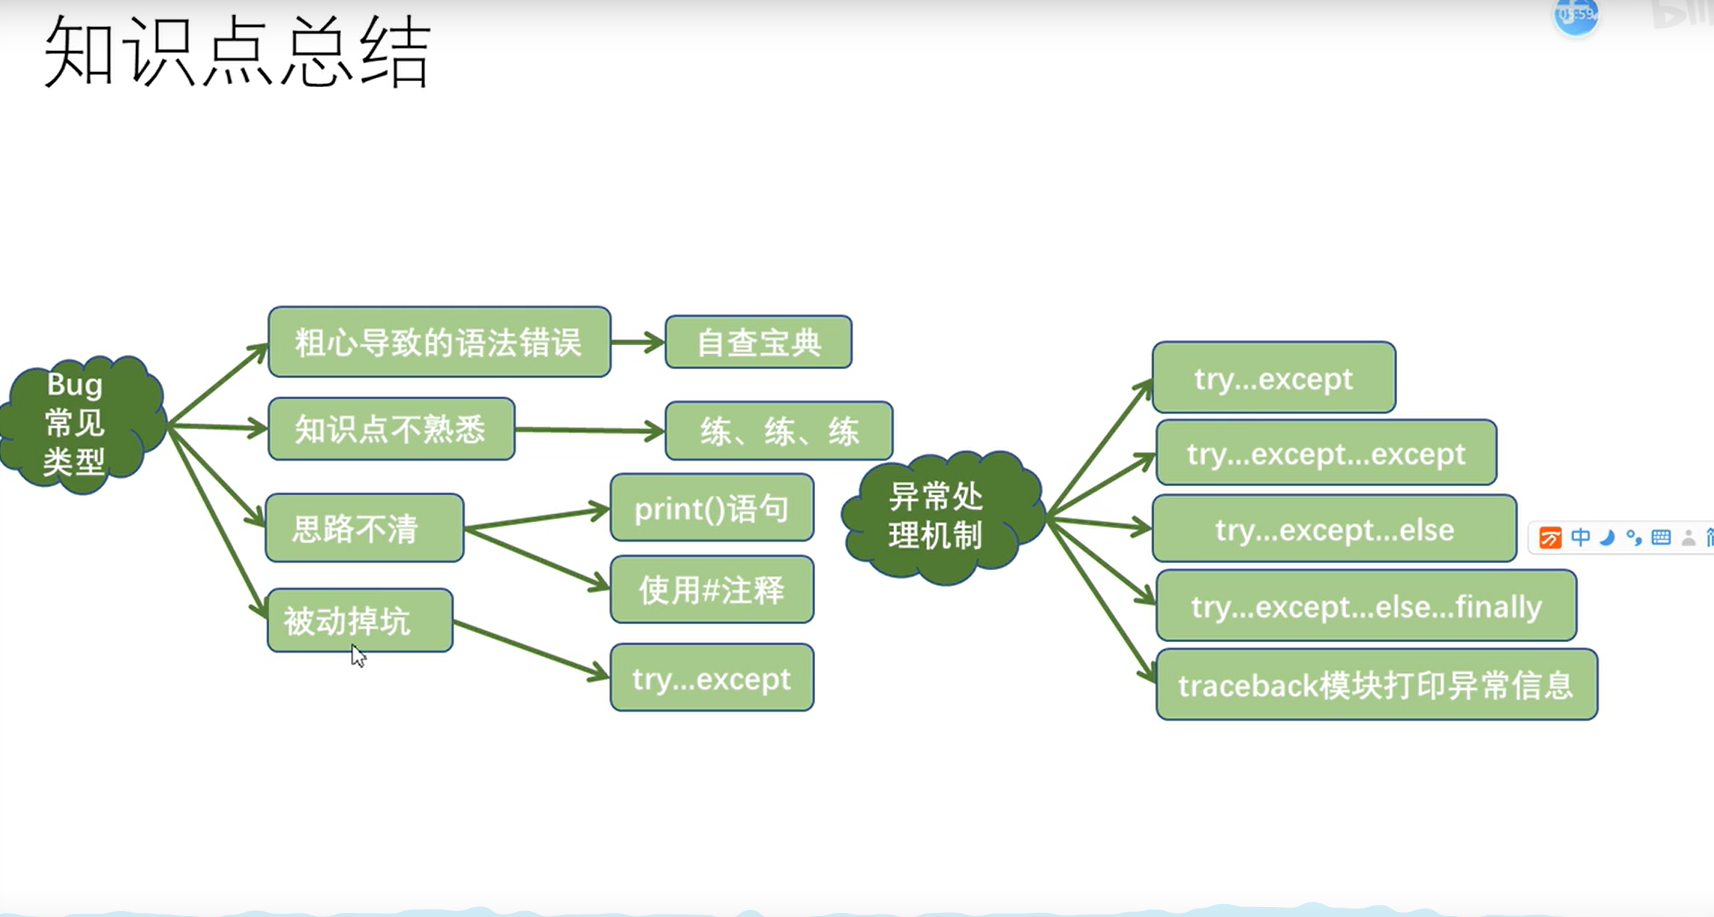 知识点总结
05:59
Bug
常见
类型
粗心导致的语法错误
自查宝典
知识点不熟悉
练、练、练
思路不清
print()语句
使用#注释
被动掉坑
try...except
异常处
理机制
try...except
try...except...except
try...except...else
try...except...else...finally
traceback模块打印异常信息
中